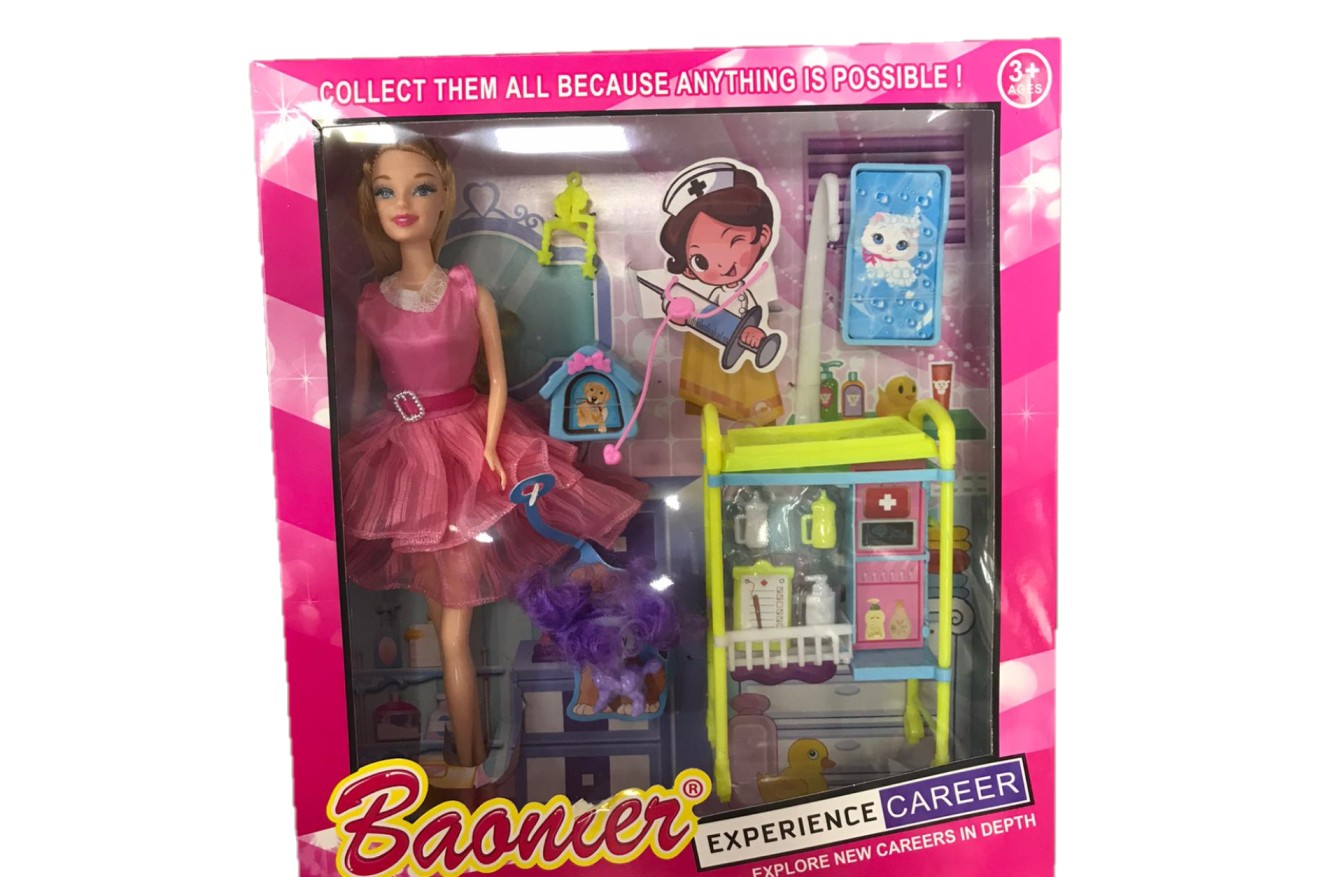 COLLECT THEM ALL BECAUSE ANYTHING IS POSSIBLE !
3+
AGES
Baonier®
EXPERIENCE CAREER
EXPLORE NEW CAREERS IN DEPTH